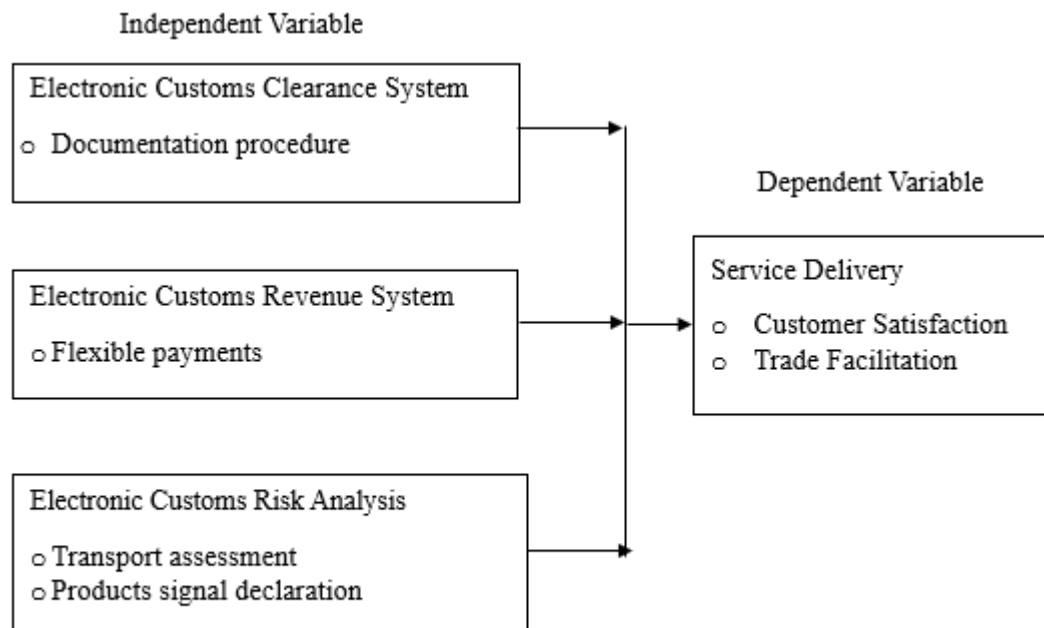 Independent Variable
Electronic Customs Clearance System
o Documentation procedure
Electronic Customs Revenue System
o Flexible payments
Electronic Customs Risk Analysis
o Transport assessment
o Products signal declaration
Dependent Variable
Service Delivery
o Customer Satisfaction
o Trade Facilitation